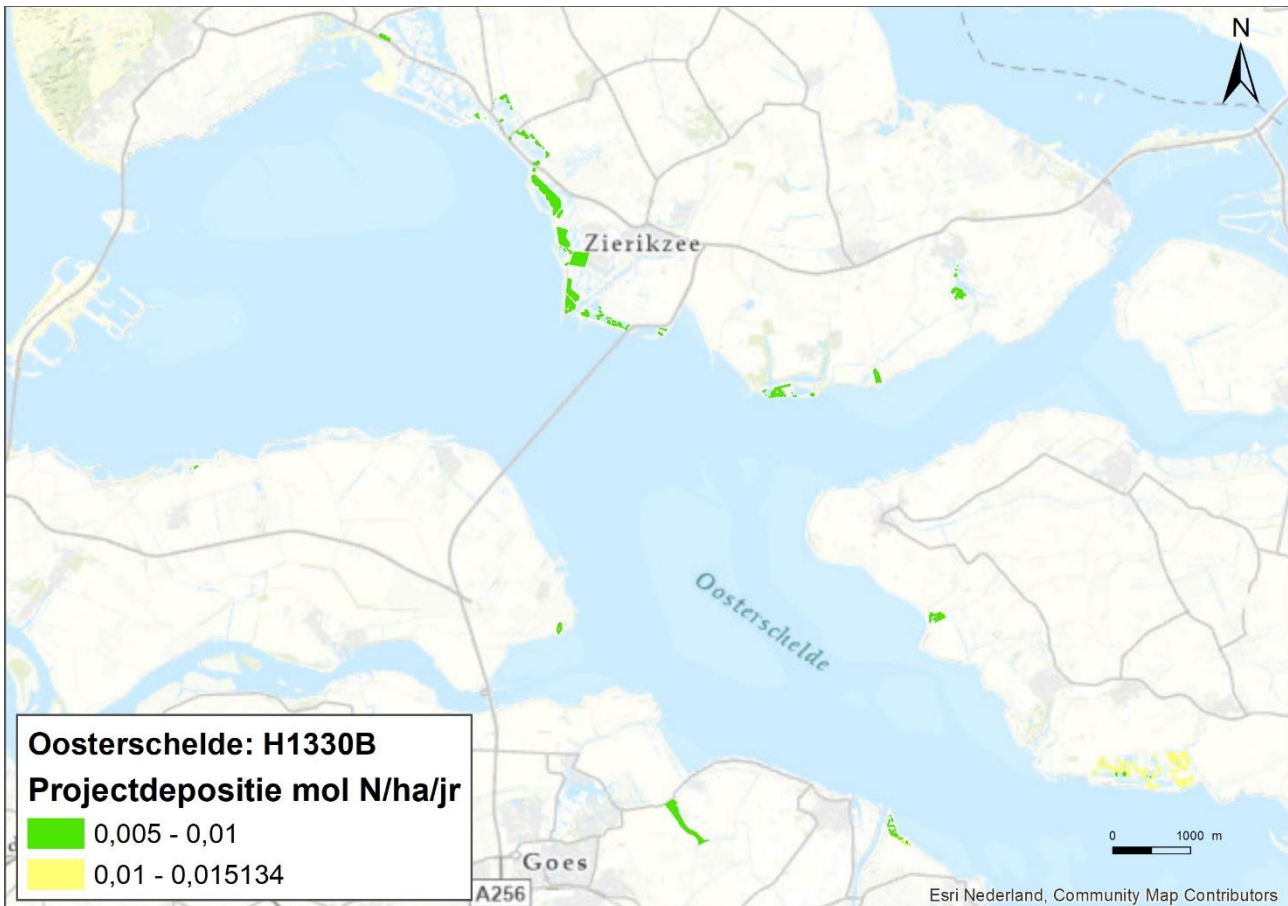 N
Zierikzee
Oosterschelde
Oosterschelde: H1330B
Projectdepositie mol N/ha/jr
0,005 - 0,01
0,01 - 0,015134
Goes
A256
0 1000 m
Esri Nederland, Community Map Contributors